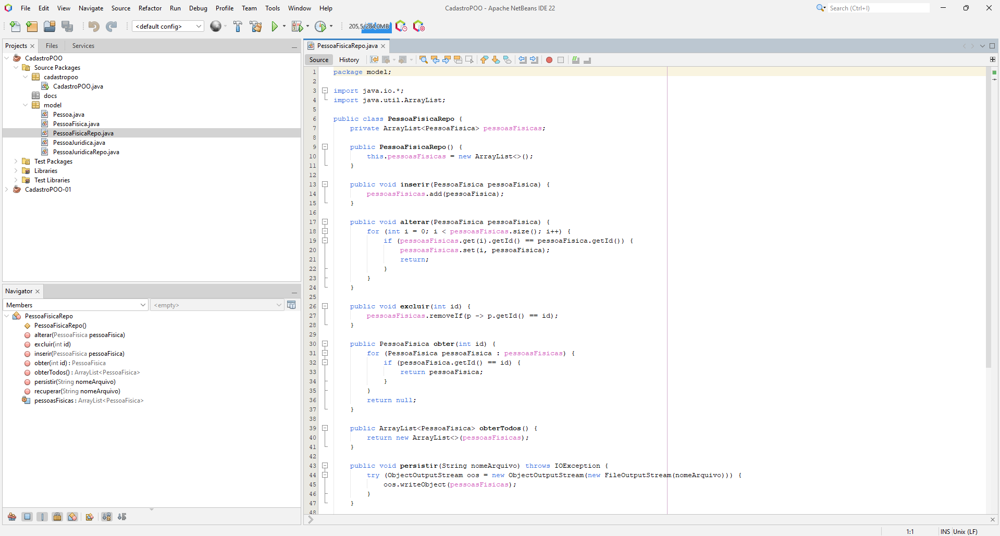 File Edit View Navigate Source Refactor Run Debug Profile Team Tools Window Help
CadastroPOO - Apache NetBeans IDE 22
Search (Ctrl+I)
<default config>
205,5/284,0MB
Projects Files Services
CadastroPOO
Source Packages
cadastropoo
CadastroPOO.java
docs
model
Pessoa.java
PessoaFisica.java
PessoaFisicaRepo.java
PessoaJuridica.java
PessoaJuridicaRepo.java
Test Packages
Libraries
Test Libraries
CadastroPOO-01
Navigator
Members <empty>
PessoaFisicaRepo
PessoaFisicaRepo()
alterar(PessoaFisica pessoaFisica)
excluir(int id)
inserir(PessoaFisica pessoaFisica)
obter(int id) : PessoaFisica
obterTodos() : ArrayList<PessoaFisica>
persistir(String nomeArquivo)
recuperar(String nomeArquivo)
pessoasFisicas : ArrayList<PessoaFisica>
PessoaFisicaRepo.java
Source History
1 package model;
2
3 import java.io.*;
4 import java.util.ArrayList;
5
6 public class PessoaFisicaRepo {
7 private ArrayList<PessoaFisica> pessoasFisicas;
8
9 public PessoaFisicaRepo() {
10 this.pessoasFisicas = new ArrayList<>();
11 }
12
13 public void inserir(PessoaFisica pessoaFisica) {
14 pessoasFisicas.add(pessoaFisica);
15 }
16
17 public void alterar(PessoaFisica pessoaFisica) {
18 for (int i = 0; i < pessoasFisicas.size(); i++) {
19 if (pessoasFisicas.get(i).getId() == pessoaFisica.getId()) {
20 pessoasFisicas.set(i, pessoaFisica);
21 return;
22 }
23 }
24 }
25
26 public void excluir(int id) {
27 pessoasFisicas.removeIf(p -> p.getId() == id);
28 }
29
30 public PessoaFisica obter(int id) {
31 for (PessoaFisica pessoaFisica : pessoasFisicas) {
32 if (pessoaFisica.getId() == id) {
33 return pessoaFisica;
34 }
35 }
36 return null;
37 }
38
39 public ArrayList<PessoaFisica> obterTodos() {
40 return new ArrayList<>(pessoasFisicas);
41 }
42
43 public void persistir(String nomeArquivo) throws IOException {
44 try (ObjectOutputStream oos = new ObjectOutputStream(new FileOutputStream(nomeArquivo))) {
45 oos.writeObject(pessoasFisicas);
46 }
47 }
48
1:1 INS Unix (LF)